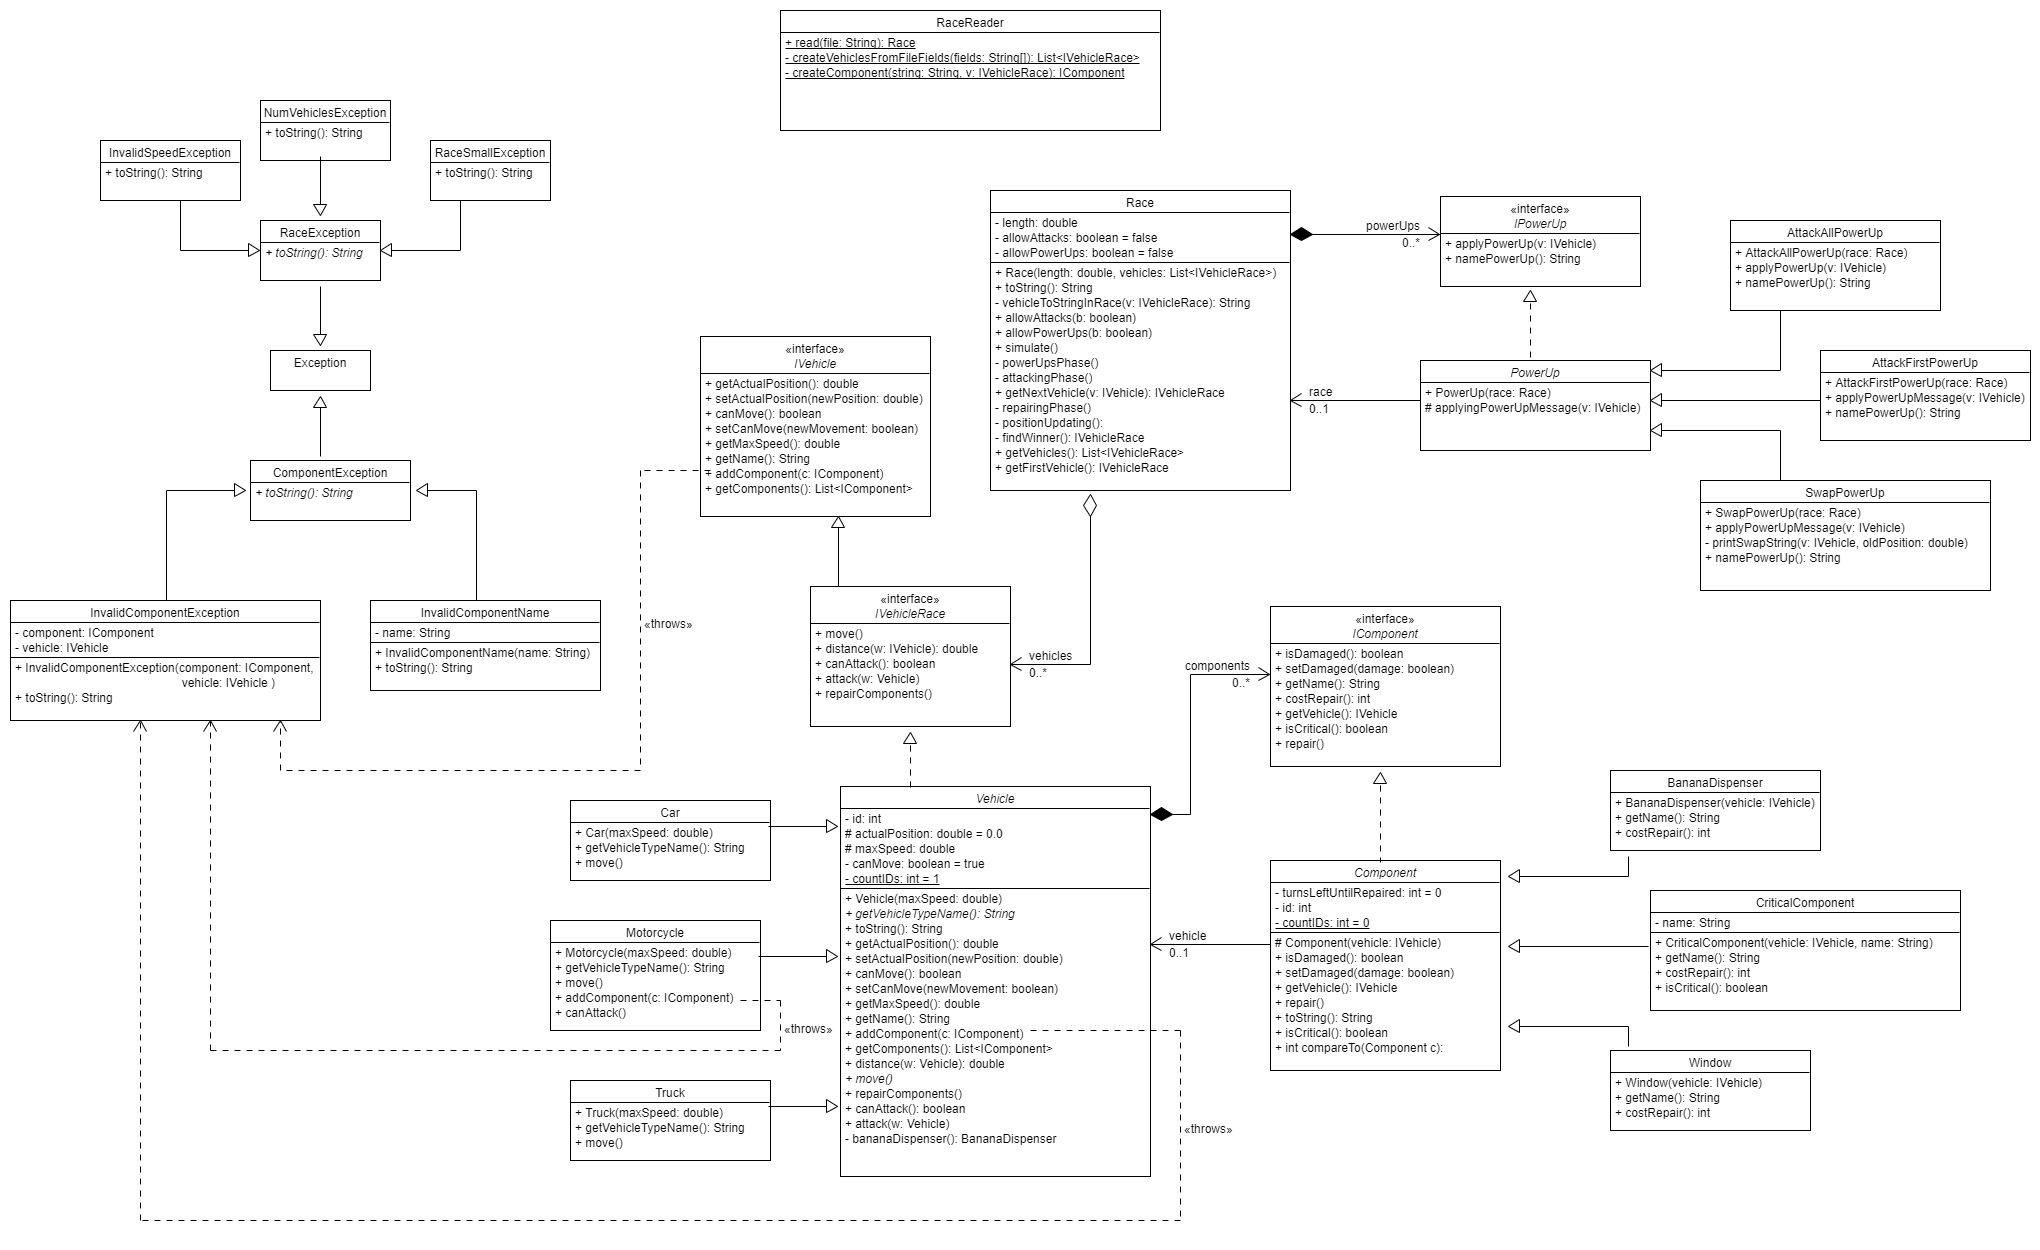 RaceReader
+ read(file: String): Race
- createVehiclesFromFileFields(fields: String[]): List<IVehicleRace>
- createComponent(string: String, v: IVehicleRace): IComponent
NumVehiclesException
+ toString(): String
InvalidSpeedException
+ toString(): String
RaceSmallException
+ toString(): String
RaceException
+ toString(): String
Exception
ComponentException
+ toString(): String
InvalidComponentException
- component: IComponent
- vehicle: IVehicle
+ InvalidComponentException(component: IComponent,
vehicle: IVehicle )
+ toString(): String
InvalidComponentName
- name: String
+ InvalidComponentName(name: String)
+ toString(): String
«throws»
«interface»
IVehicle
+ getActualPosition(): double
+ setActualPosition(newPosition: double)
+ canMove(): boolean
+ setCanMove(newMovement: boolean)
+ getMaxSpeed(): double
+ getName(): String
+ addComponent(c: IComponent)
+ getComponents(): List<IComponent>
Race
- length: double
- allowAttacks: boolean = false
- allowPowerUps: boolean = false
+ Race(length: double, vehicles: List<IVehicleRace>)
+ toString(): String
- vehicleToStringInRace(v: IVehicleRace): String
+ allowAttacks(b: boolean)
+ allowPowerUps(b: boolean)
+ simulate()
- powerUpsPhase()
- attackingPhase()
+ getNextVehicle(v: IVehicle): IVehicleRace
- repairingPhase()
- positionUpdating():
- findWinner(): IVehicleRace
+ getVehicles(): List<IVehicleRace>
+ getFirstVehicle(): IVehicleRace
powerUps
0..*
«interface»
IPowerUp
+ applyPowerUp(v: IVehicle)
+ namePowerUp(): String
race
0..1
PowerUp
+ PowerUp(race: Race)
# applyingPowerUpMessage(v: IVehicle)
AttackAllPowerUp
+ AttackAllPowerUp(race: Race)
+ applyPowerUp(v: IVehicle)
+ namePowerUp(): String
AttackFirstPowerUp
+ AttackFirstPowerUp(race: Race)
+ applyPowerUpMessage(v: IVehicle)
+ namePowerUp(): String
SwapPowerUp
+ SwapPowerUp(race: Race)
+ applyPowerUpMessage(v: IVehicle)
- printSwapString(v: IVehicle, oldPosition: double)
+ namePowerUp(): String
«interface»
IVehicleRace
+ move()
+ distance(w: IVehicle): double
+ canAttack(): boolean
+ attack(w: Vehicle)
+ repairComponents()
vehicles
0..*
components
0..*
«interface»
IComponent
+ isDamaged(): boolean
+ setDamaged(damage: boolean)
+ getName(): String
+ costRepair(): int
+ getVehicle(): IVehicle
+ isCritical(): boolean
+ repair()
Car
+ Car(maxSpeed: double)
+ getVehicleTypeName(): String
+ move()
Motorcycle
+ Motorcycle(maxSpeed: double)
+ getVehicleTypeName(): String
+ move()
+ addComponent(c: IComponent)
+ canAttack()
«throws»
Truck
+ Truck(maxSpeed: double)
+ getVehicleTypeName(): String
+ move()
Vehicle
- id: int
# actualPosition: double = 0.0
# maxSpeed: double
- canMove: boolean = true
- countIDs: int = 1
+ Vehicle(maxSpeed: double)
+ getVehicleTypeName(): String
+ toString(): String
+ getActualPosition(): double
+ setActualPosition(newPosition: double)
+ canMove(): boolean
+ setCanMove(newMovement: boolean)
+ getMaxSpeed(): double
+ getName(): String
+ addComponent(c: IComponent)
+ getComponents(): List<IComponent>
+ distance(w: Vehicle): double
+ move()
+ repairComponents()
+ canAttack(): boolean
+ attack(w: Vehicle)
- bananaDispenser(): BananaDispenser
«throws»
vehicle
0..1
Component
- turnsLeftUntilRepaired: int = 0
- id: int
- countIDs: int = 0
# Component(vehicle: IVehicle)
+ isDamaged(): boolean
+ setDamaged(damage: boolean)
+ getVehicle(): IVehicle
+ repair()
+ toString(): String
+ isCritical(): boolean
+ int compareTo(Component c):
BananaDispenser
+ BananaDispenser(vehicle: IVehicle)
+ getName(): String
+ costRepair(): int
CriticalComponent
- name: String
+ CriticalComponent(vehicle: IVehicle, name: String)
+ getName(): String
+ costRepair(): int
+ isCritical(): boolean
Window
+ Window(vehicle: IVehicle)
+ getName(): String
+ costRepair(): int